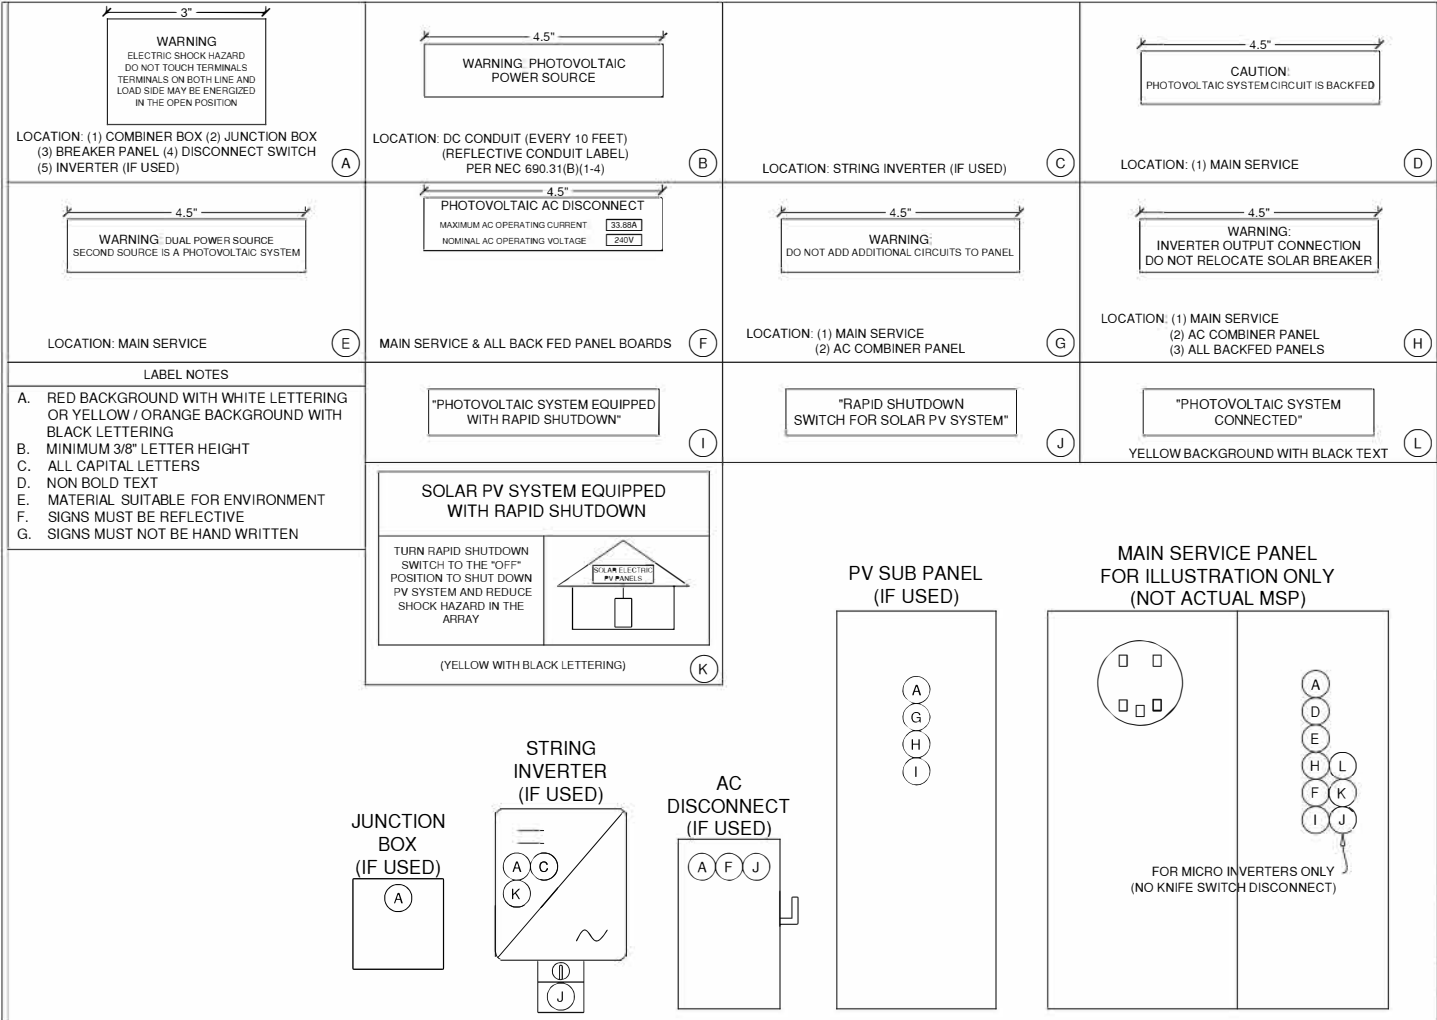 3"
WARNING
ELECTRIC SHOCK HAZARD
DO NOT TOUCH TERMINALS
TERMINALS ON BOTH LINE AND
LOAD SIDE MAY BE ENERGIZED
IN THE OPEN POSITION
LOCATION: (1) COMBINER BOX (2) JUNCTION BOX
(3) BREAKER PANEL (4) DISCONNECT SWITCH
(5) INVERTER (IF USED)
A
4.5"
WARNING: PHOTOVOLTAIC
POWER SOURCE
LOCATION: DC CONDUIT (EVERY 10 FEET)
(REFLECTIVE CONDUIT LABEL)
PER NEC 690.31(B)(1-4)
B
LOCATION: STRING INVERTER (IF USED)
C
4.5"
CAUTION:
PHOTOVOLTAIC SYSTEM CIRCUIT IS BACKFED
LOCATION: (1) MAIN SERVICE
D
4.5"
WARNING: DUAL POWER SOURCE
SECOND SOURCE IS A PHOTOVOLTAIC SYSTEM
LOCATION: MAIN SERVICE
E
4.5"
PHOTOVOLTAIC AC DISCONNECT
MAXIMUM AC OPERATING CURRENT 33.88A
NOMINAL AC OPERATING VOLTAGE 240V
MAIN SERVICE & ALL BACK FED PANEL BOARDS
F
4.5"
WARNING:
DO NOT ADD ADDITIONAL CIRCUITS TO PANEL
LOCATION: (1) MAIN SERVICE
(2) AC COMBINER PANEL
G
4.5"
WARNING:
INVERTER OUTPUT CONNECTION
DO NOT RELOCATE SOLAR BREAKER
LOCATION: (1) MAIN SERVICE
(2) AC COMBINER PANEL
(3) ALL BACKFED PANELS
H
LABEL NOTES
A. RED BACKGROUND WITH WHITE LETTERING
OR YELLOW / ORANGE BACKGROUND WITH
BLACK LETTERING
B. MINIMUM 3/8" LETTER HEIGHT
C. ALL CAPITAL LETTERS
D. NON BOLD TEXT
E. MATERIAL SUITABLE FOR ENVIRONMENT
F. SIGNS MUST BE REFLECTIVE
G. SIGNS MUST NOT BE HAND WRITTEN
"PHOTOVOLTAIC SYSTEM EQUIPPED
WITH RAPID SHUTDOWN"
I
"RAPID SHUTDOWN
SWITCH FOR SOLAR PV SYSTEM"
J
"PHOTOVOLTAIC SYSTEM
CONNECTED"
YELLOW BACKGROUND WITH BLACK TEXT
L
SOLAR PV SYSTEM EQUIPPED
WITH RAPID SHUTDOWN
TURN RAPID SHUTDOWN
SWITCH TO THE "OFF"
POSITION TO SHUT DOWN
PV SYSTEM AND REDUCE
SHOCK HAZARD IN THE
ARRAY
SOLAR ELECTRIC
PV PANELS
(YELLOW WITH BLACK LETTERING)
K
JUNCTION
BOX
(IF USED)
A
STRING
INVERTER
(IF USED)
A C
K
J
AC
DISCONNECT
(IF USED)
A F J
PV SUB PANEL
(IF USED)
A
G
H
I
MAIN SERVICE PANEL
FOR ILLUSTRATION ONLY
(NOT ACTUAL MSP)
A
D
E
H L
F K
I J
FOR MICRO INVERTERS ONLY
(NO KNIFE SWITCH DISCONNECT)